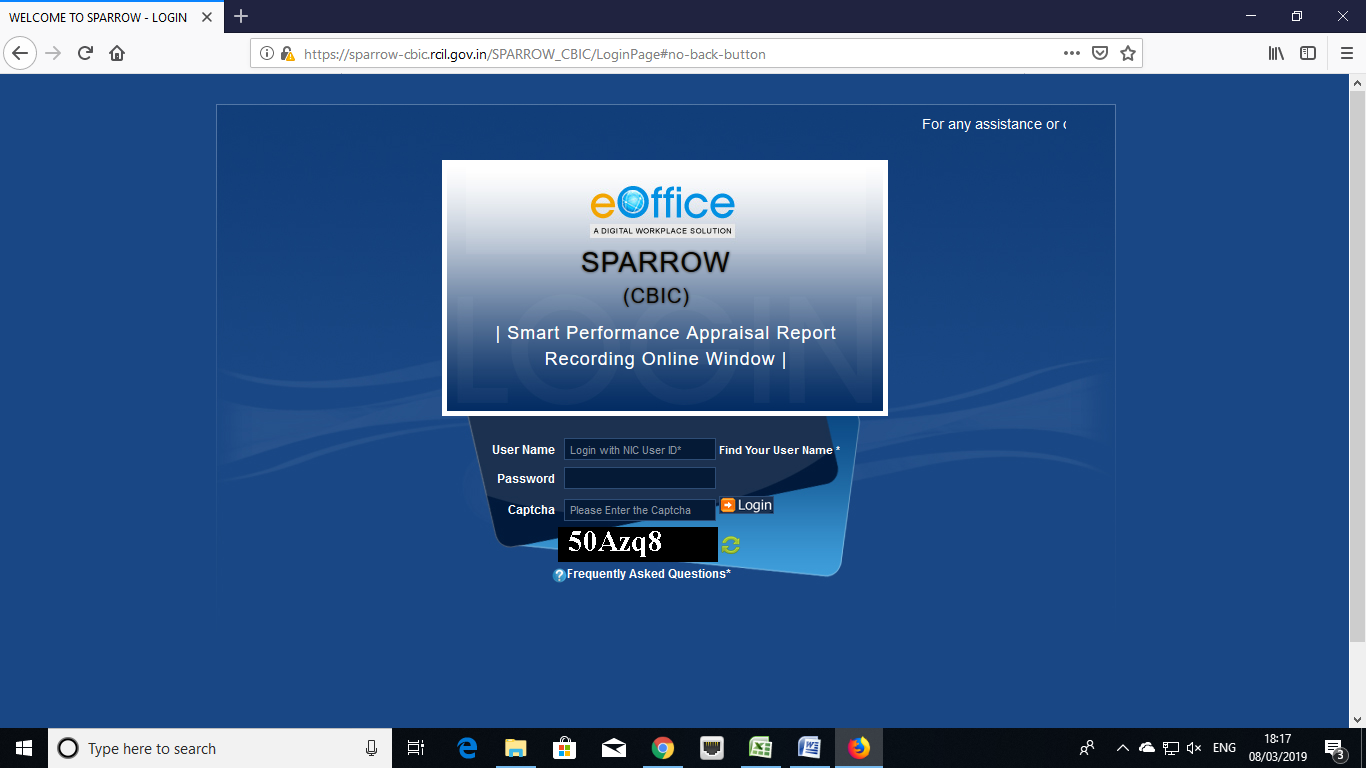 WELCOME TO SPARROW - LOGIN
https://sparrow-cbic.rcil.gov.in/SPARROW_CBIC/LoginPage#no-back-button
For any assistance or
eOffice
A DIGITAL WORKPLACE SOLUTION
SPARROW
(CBIC)
| Smart Performance Appraisal Report
Recording Online Window |
LOGIN
User Name Login with NIC User ID* Find Your User Name *
Password
Captcha Please Enter the Captcha Login
50Azq8
? Frequently Asked Questions*
Type here to search
ENG
18:17
08/03/2019
3